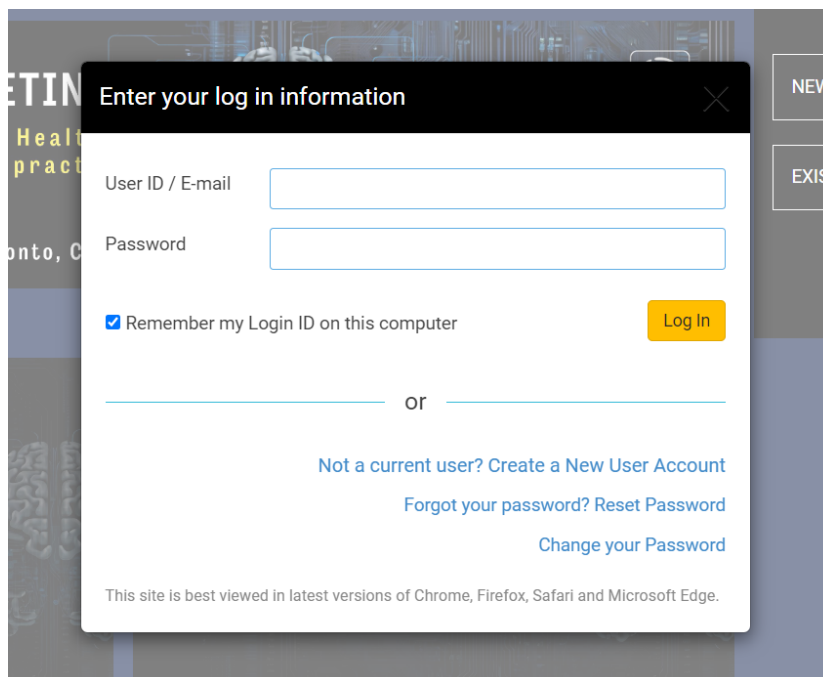 Enter your log in information
Healt
pract
User ID / E-mail
Password
Remember my Login ID on this computer
Log In
or
Not a current user? Create a New User Account
Forgot your password? Reset Password
Change your Password
This site is best viewed in latest versions of Chrome, Firefox, Safari and Microsoft Edge.
ETIN
onto, C
NEW
EXIS